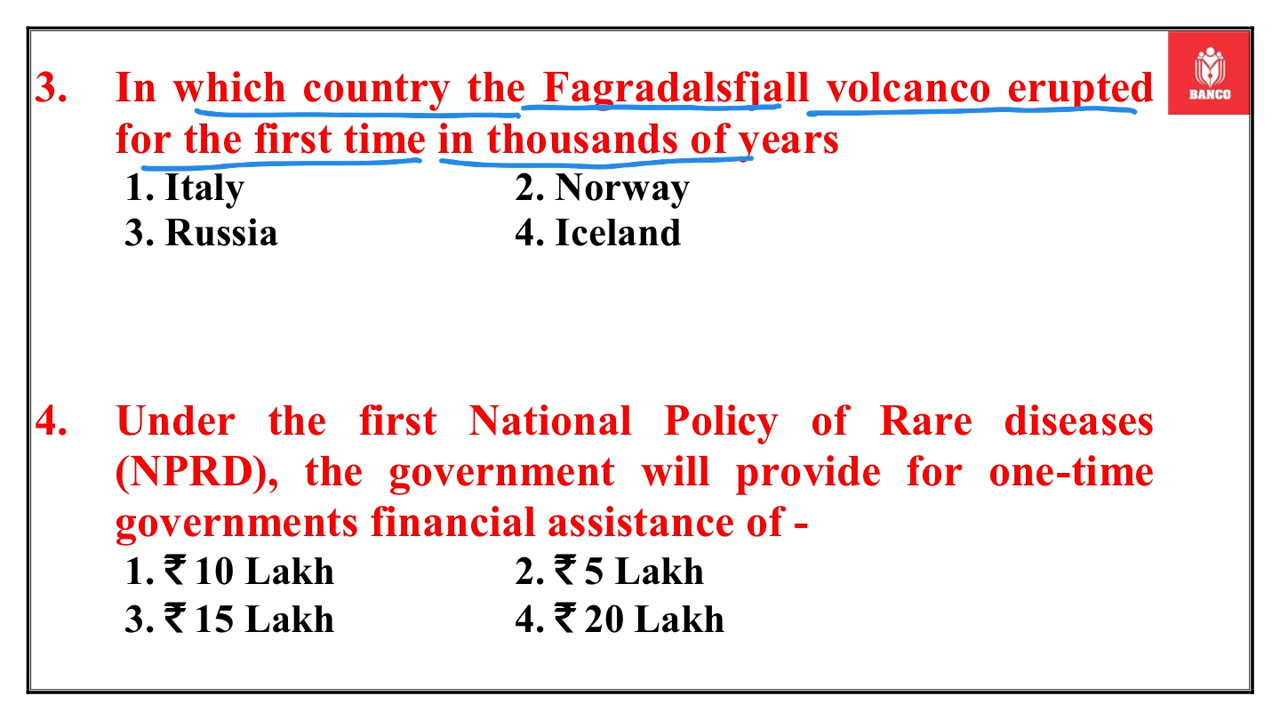 BANCO
3. In which country the Fagradalsfjall volcanco erupted
for the first time in thousands of years
1. Italy 2. Norway
3. Russia 4. Iceland
4. Under the first National Policy of Rare diseases
(NPRD), the government will provide for one-time
governments financial assistance of -
1. ₹ 10 Lakh 2. ₹ 5 Lakh
3. ₹ 15 Lakh 4. ₹ 20 Lakh